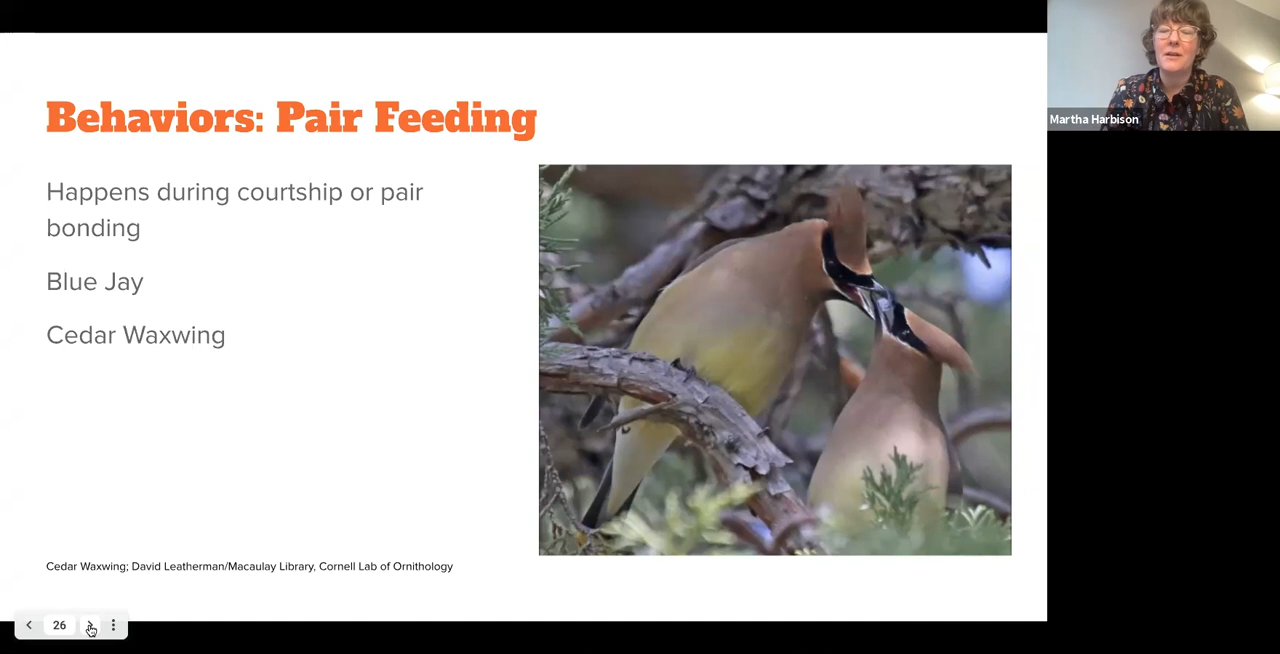 Behaviors: Pair Feeding
Happens during courtship or pair
bonding
Blue Jay
Cedar Waxwing
Cedar Waxwing; David Leatherman/Macaulay Library, Cornell Lab of Ornithology
26
Martha Harbison